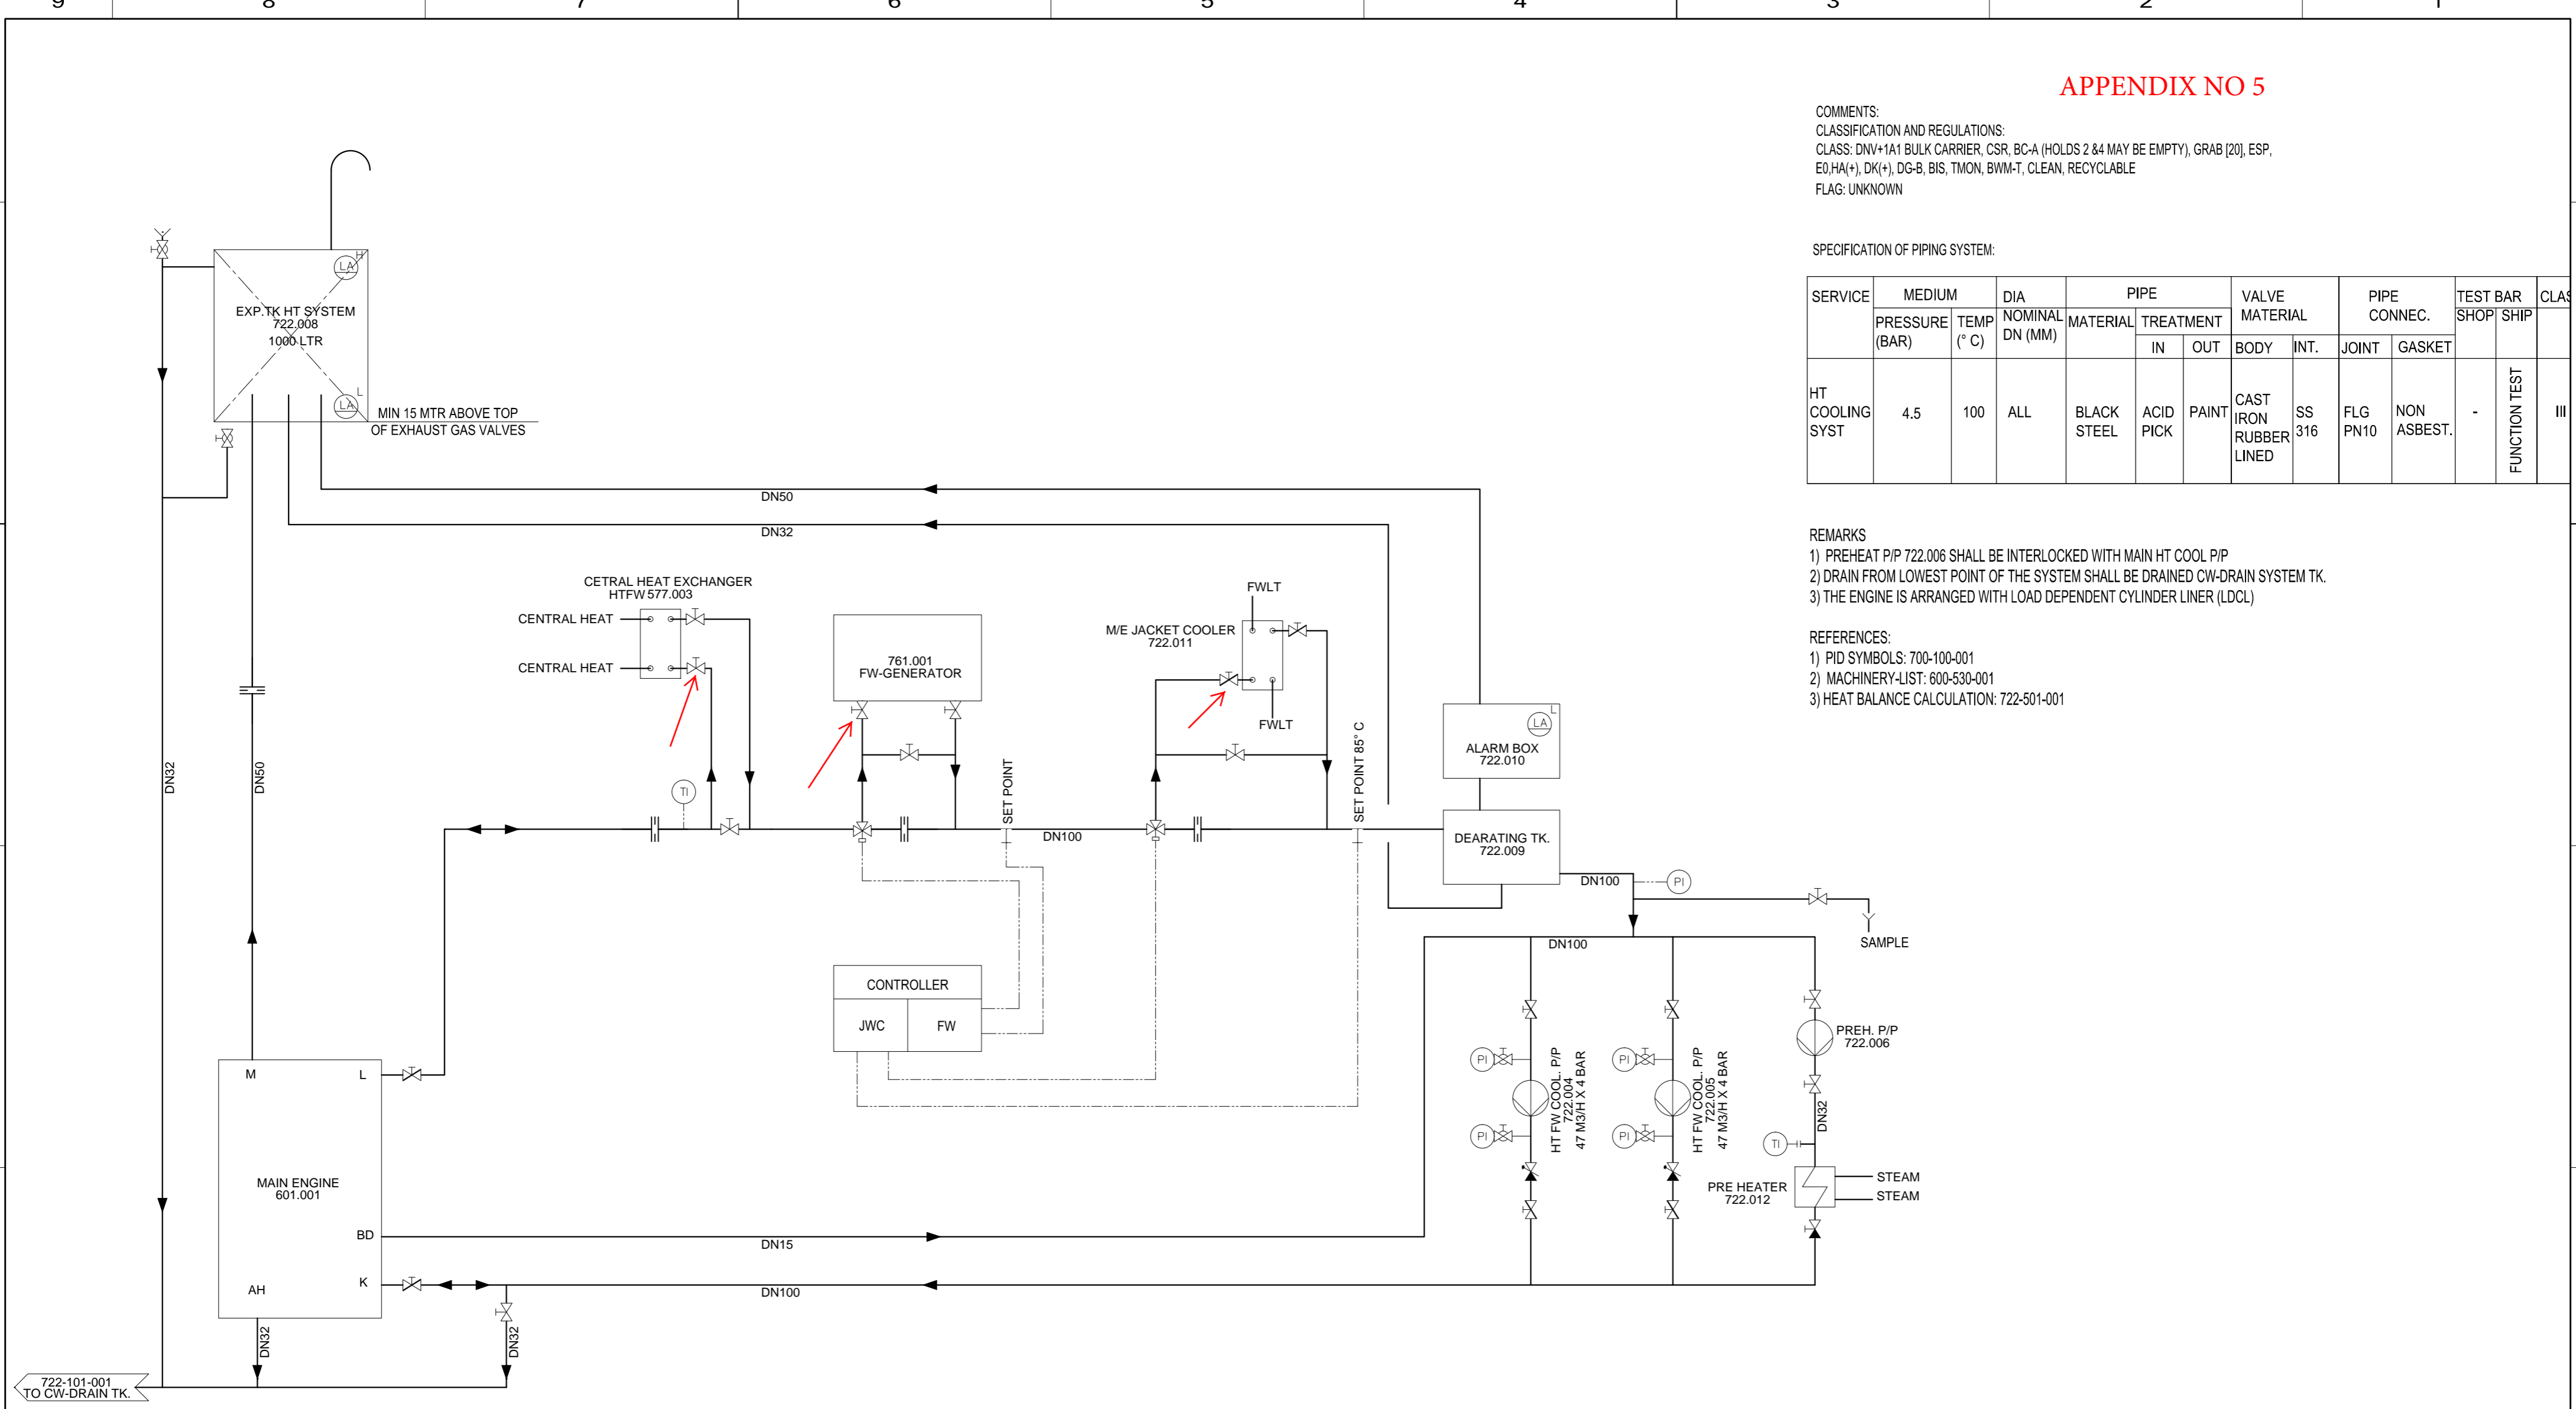 9 8 7 6 5 4 3 2 1
APPENDIX NO 5
COMMENTS:
CLASSIFICATION AND REGULATIONS:
CLASS: DNV+1A1 BULK CARRIER, CSR, BC-A (HOLDS 2 &4 MAY BE EMPTY), GRAB [20], ESP,
E0,HA(+), DK(+), DG-B, BIS, TMON, BWM-T, CLEAN, RECYCLABLE
FLAG: UNKNOWN
SPECIFICATION OF PIPING SYSTEM:
SERVICE
MEDIUM
PRESSURE
(BAR)
TEMP
(° C)
DIA
NOMINAL
DN (MM)
PIPE
MATERIAL
TREATMENT
IN
OUT
VALVE
MATERIAL
BODY
INT.
PIPE
CONNEC.
JOINT
GASKET
TEST BAR
SHOP
SHIP
CLAS
HT
COOLING
SYST
4.5
100
ALL
BLACK
STEEL
ACID
PICK
PAINT
CAST
IRON
RUBBER
LINED
SS
316
FLG
PN10
NON
ASBEST.
-
FUNCTION TEST
III
REMARKS
1) PREHEAT P/P 722.006 SHALL BE INTERLOCKED WITH MAIN HT COOL P/P
2) DRAIN FROM LOWEST POINT OF THE SYSTEM SHALL BE DRAINED CW-DRAIN SYSTEM TK.
3) THE ENGINE IS ARRANGED WITH LOAD DEPENDENT CYLINDER LINER (LDCL)
REFERENCES:
1) PID SYMBOLS: 700-100-001
2) MACHINERY-LIST: 600-530-001
3) HEAT BALANCE CALCULATION: 722-501-001
LA
H
EXP.TK HT SYSTEM
722.008
1000 LTR
LA
L
MIN 15 MTR ABOVE TOP
OF EXHAUST GAS VALVES
DN50
DN32
DN32
DN50
CETRAL HEAT EXCHANGER
HTFW 577.003
CENTRAL HEAT
CENTRAL HEAT
TI
761.001
FW-GENERATOR
SET POINT
DN100
M/E JACKET COOLER
722.011
FWLT
FWLT
SET POINT 85° C
LA
L
ALARM BOX
722.010
DEARATING TK.
722.009
DN100
PI
SAMPLE
DN100
CONTROLLER
JWC
FW
PI
PI
HT FW COOL. P/P
722.004
47 M3/H X 4 BAR
PI
PI
HT FW COOL. P/P
722.005
47 M3/H X 4 BAR
PREH. P/P
722.006
DN32
TI
PRE HEATER
722.012
STEAM
STEAM
M
L
MAIN ENGINE
601.001
BD
AH
K
DN15
DN100
DN32
DN32
722-101-001
TO CW-DRAIN TK.